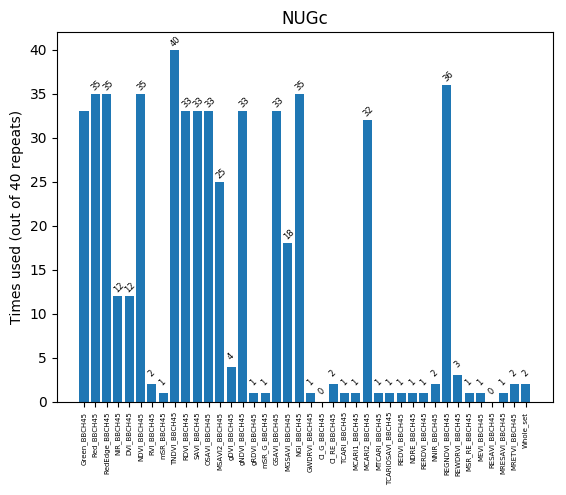 NUGc
Times used (out of 40 repeats)
40
35
30
25
20
15
10
5
0
35
35
12
12
35
2
1
40
33
33
33
25
4
33
1
1
33
18
35
1
0
2
1
1
32
1
1
1
1
1
2
36
3
1
1
0
1
2
2
Green_BBCH45
Red_BBCH45
RedEdge_BBCH45
NIR_BBCH45
DVI_BBCH45
NDVI_BBCH45
RVI_BBCH45
mSR_BBCH45
TNDVI_BBCH45
RDVI_BBCH45
SAVI_BBCH45
OSAVI_BBCH45
MSAVI2_BBCH45
gDVI_BBCH45
gNDVI_BBCH45
gRDVI_BBCH45
mSR_G_BBCH45
GSAVI_BBCH45
MGSAVI_BBCH45
NGI_BBCH45
GWDRVI_BBCH45
CI_G_BBCH45
CI_RE_BBCH45
TCARI_BBCH45
MCARI1_BBCH45
MCARI2_BBCH45
MTCARI_BBCH45
TCARIOSAVI_BBCH45
REDVI_BBCH45
NDRE_BBCH45
RERDVI_BBCH45
NNIR_BBCH45
REGNDVI_BBCH45
REWDRVI_BBCH45
MSR_RE_BBCH45
MEVI_BBCH45
RESAVI_BBCH45
MRESAVI_BBCH45
MRETVI_BBCH45
Whole_set